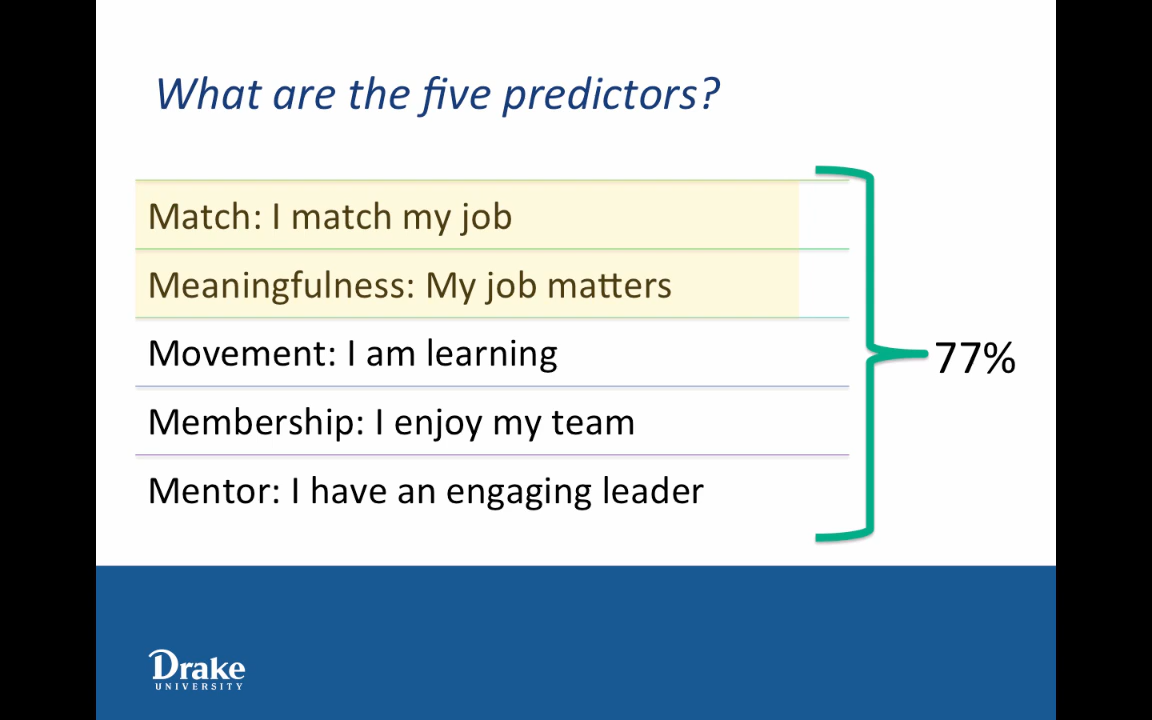 What are the five predictors?
Match: I match my job
Meaningfulness: My job matters
Movement: I am learning
Membership: I enjoy my team
Mentor: I have an engaging leader
77%
Drake
UNIVERSITY